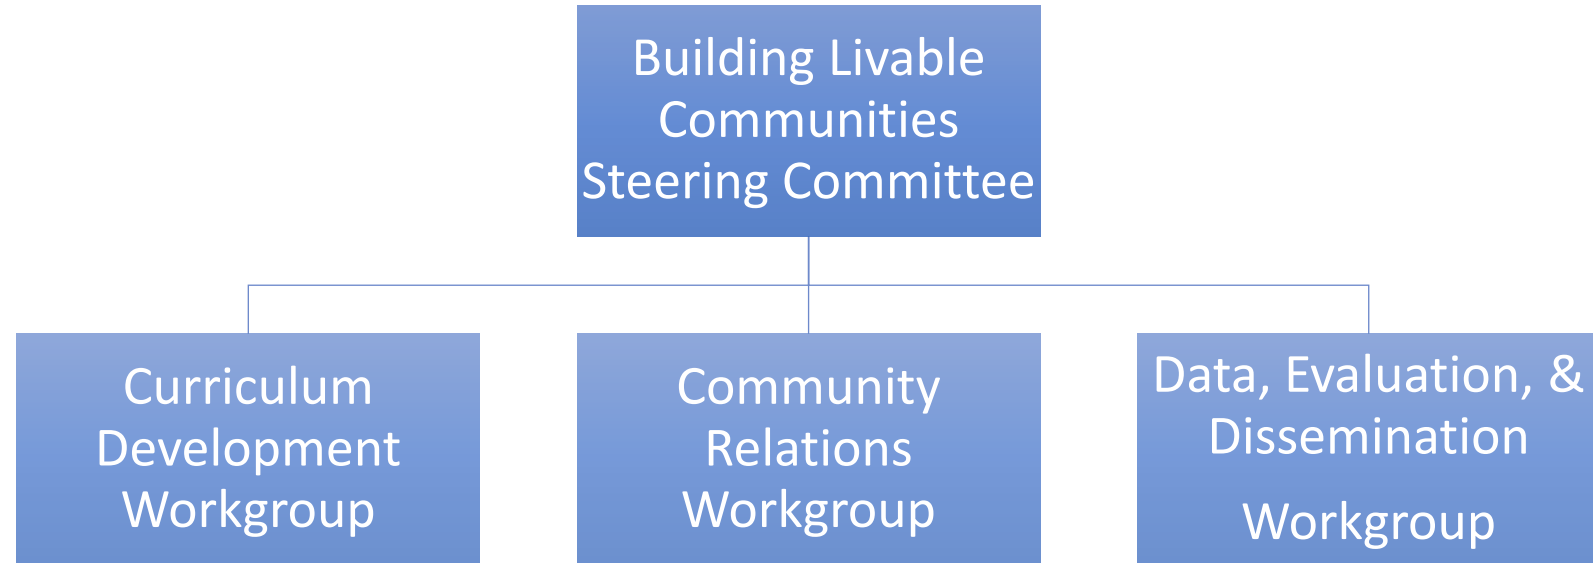 Building Livable
Communities
Steering Committee
Curriculum
Development
Workgroup
Community
Relations
Workgroup
Data, Evaluation, &
Dissemination
Workgroup